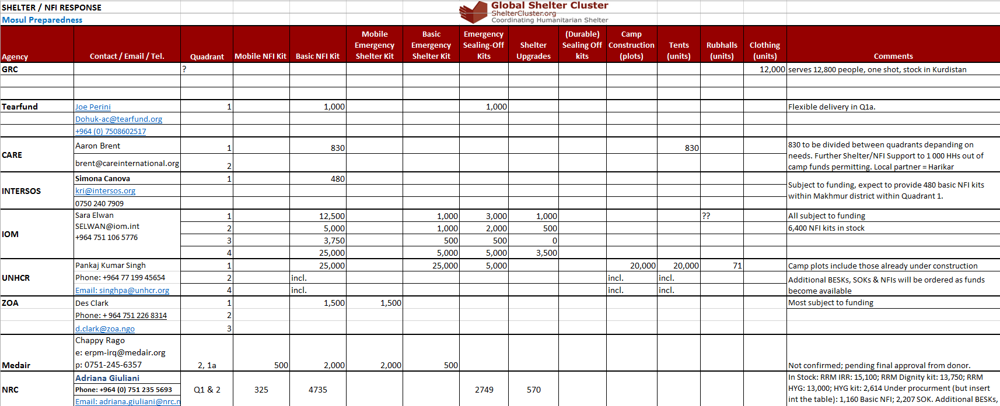 SHELTER / NFI RESPONSE
Mosul Preparedness
Global Shelter Cluster
ShelterCluster.org
Coordinating Humanitarian Shelter
Agency Contact / Email / Tel. Quadrant Mobile NFI Kit Basic NFI Kit Mobile Emergency Shelter Kit Basic Emergency Shelter Kit Emergency Sealing-Off Kits Shelter Upgrades (Durable) Sealing Off kits Camp Construction (plots) Tents (units) Rubhalls (units) Clothing (units) Comments
GRC ? 12,000 serves 12,800 people, one shot, stock in Kurdistan
Tearfund Joe Perini 1 1,000 1,000 Flexible delivery in Q1a.
Dohuk-ac@tearfund.org
+964 (0) 7508602517
CARE
Aaron Brent 1 830 830
brent@careinternational.org 2
830 to be divided between quadrants depanding on
needs. Further Shelter/NFI Support to 1 000 HHs out of
camp funds permitting. Local partner = Harikar
INTERSOS
Simona Canova 1 480
kri@intersos.org
0750 240 7909
Subject to funding, expect to provide 480 basic NFI kits
within Makhmur district within Quadrant 1.
IOM
Sara Elwan
SELWAN@iom.int
+964 751 106 5776
1 12,500 1,000 3,000 1,000 ?? All subject to funding
2 5,000 1,000 2,000 500 6,400 NFI kits in stock
3 3,750 500 500 0
4 25,000 5,000 5,000 3,500
UNHCR
Pankaj Kumar Singh 1 25,000 25,000 5,000 20,000 20,000 71 Camp plots include those already under construction
Phone: +964 77 199 45654 2 incl. incl. incl.
Email: singhpa@unhcr.org 4 incl. incl. incl.
Additional BESKs, SOKs & NFIs will be ordered as funds
become available
ZOA Des Clark 1 1,500 1,500 Most subject to funding
Phone: + 964 751 226 8314 2
d.clark@zoa.ngo 3
Chappy Rago
e: erpm-irq@medair.org
Medair p: 0751-245-6357 2, 1a 500 2,000 2,000 500 Not confirmed; pending final approval from donor.
Adriana Giuliani
NRC Phone: +964 (0) 751 235 5693 Q1 & 2 325 4735 2749 570
Email: adriana.giuliani@nrc.n
In Stock: RRM IRR: 15,100; RRM Dignity kit: 13,750; RRM
HYG: 13,000; HYG kit: 2,614 Under procurment (but insert
int the table): 1,160 Basic NFI; 2,207 SOK. Additional BESKs,